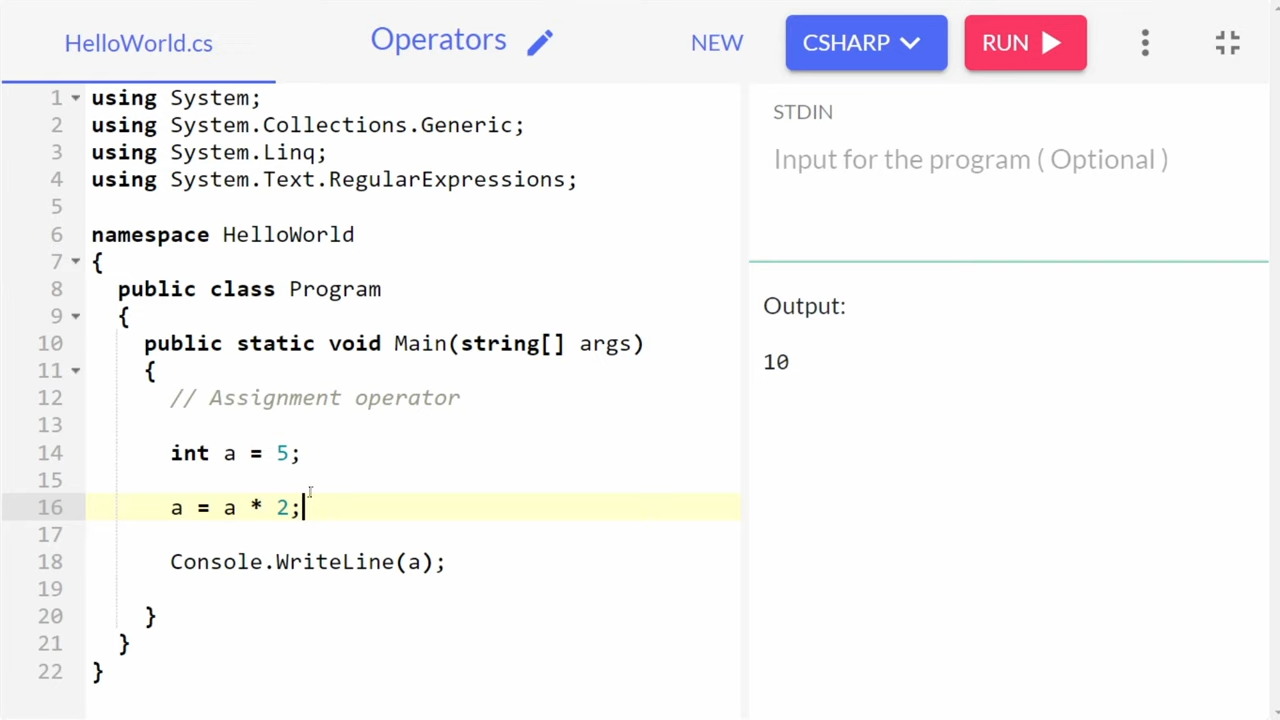 HelloWorld.cs
Operators
NEW
CSHARP
RUN
1 using System;
2 using System.Collections.Generic;
3 using System.Linq;
4 using System.Text.RegularExpressions;
5
6 namespace HelloWorld
7 {
8 public class Program
9 {
10 public static void Main(string[] args)
11 {
12 // Assignment operator
13
14 int a = 5;
15
16 a = a * 2;
17
18 Console.WriteLine(a);
19
20 }
21 }
22 }
STDIN
Input for the program ( Optional )
Output:
10